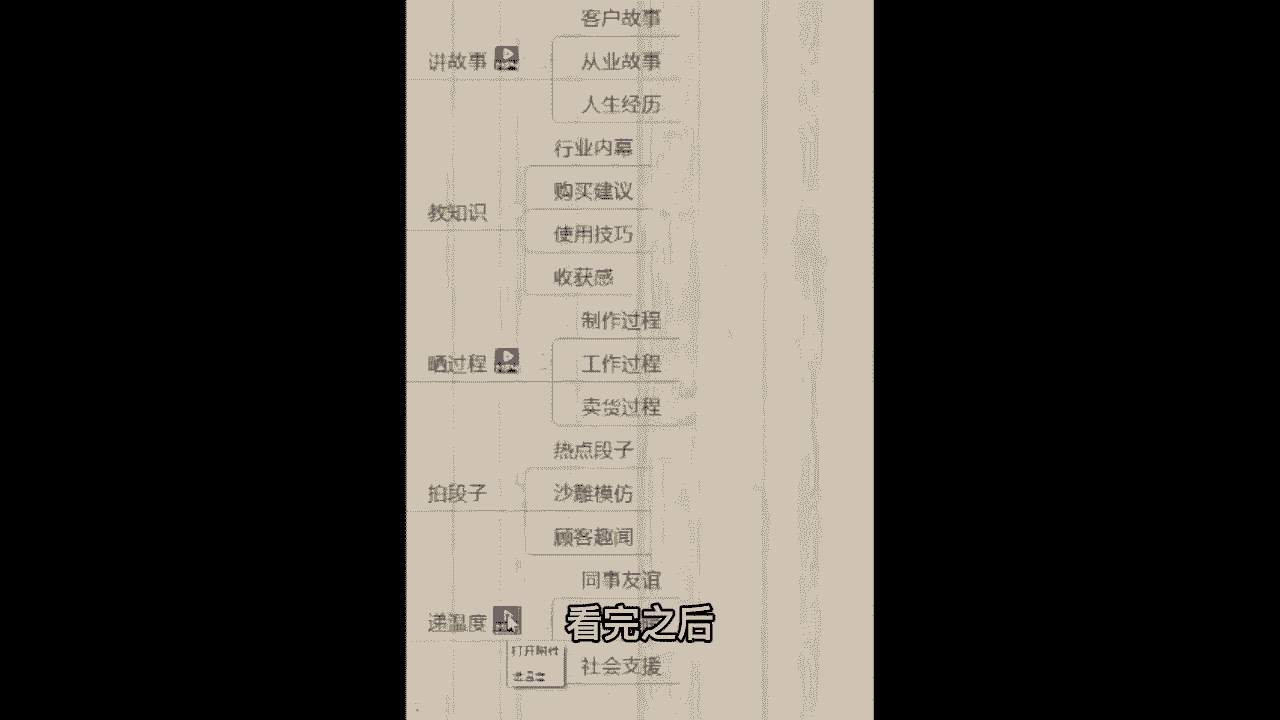 客户故事
讲故事
从业故事
人生经历
行业内幕
购买建议
教知识
使用技巧
收获感
制作过程
晒过程
工作过程
卖货过程
热点段子
拍段子
沙雕模仿
顾客趣闻
同事友谊
递温度
看完之后
打开附件
社会支援